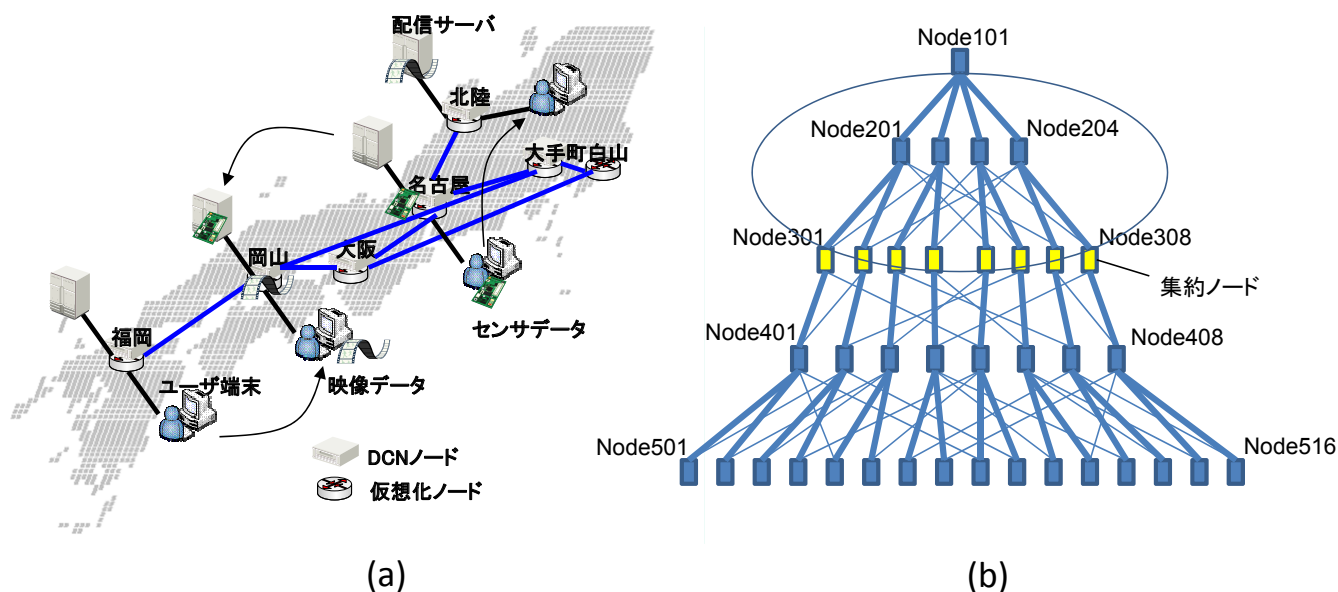 配信サーバ
北陸
大手町白山
名古屋
岡山
大阪
センサデータ
福岡
ユーザ端末
映像データ
DCNノード
仮想化ノード
(a)
Node101
Node201
Node204
Node301
Node308
集約ノード
Node401
Node408
Node501
Node516
(b)